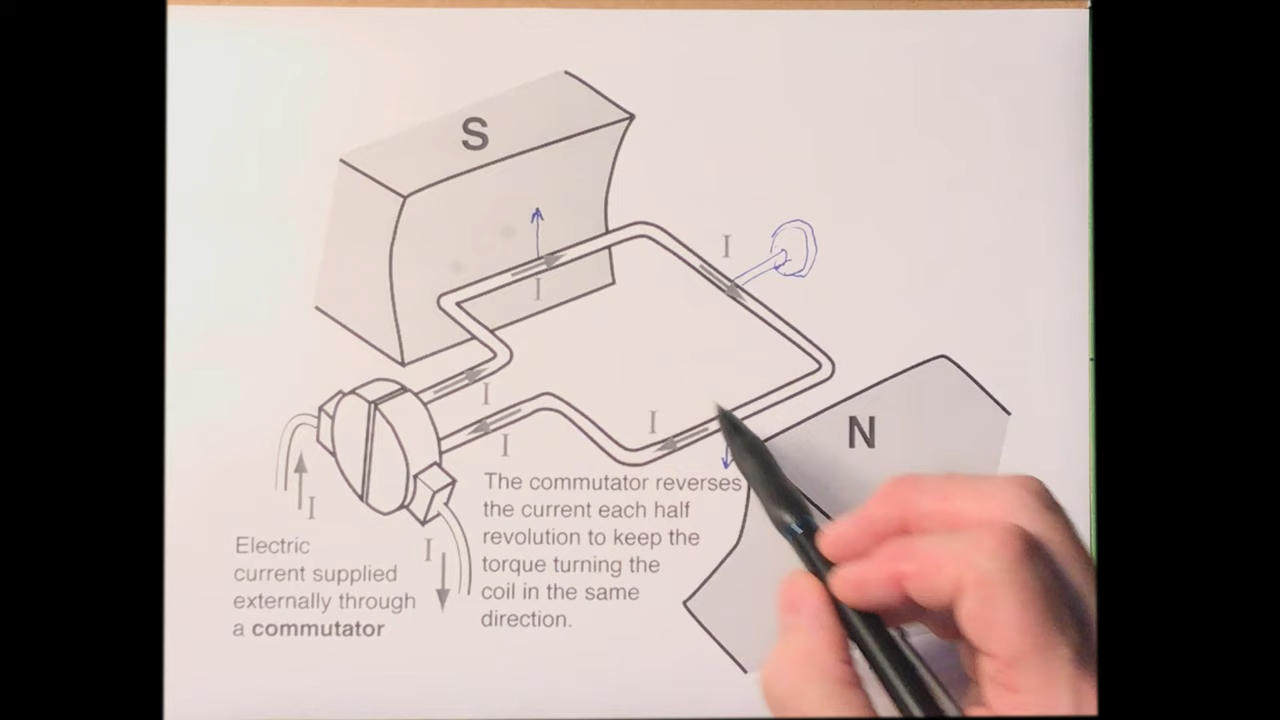 S
I
I
I
I
I
N
The commutator reverses
the current each half
revolution to keep the
torque turning the
coil in the same
direction.
I
I
Electric
current supplied
externally through
a commutator